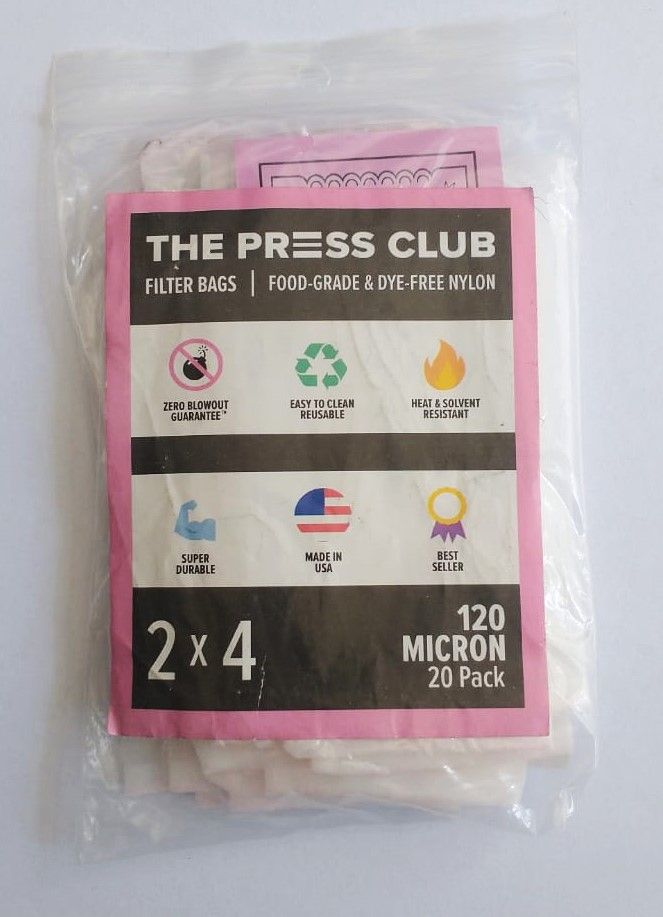 THE PRESS CLUB
FILTER BAGS | FOOD-GRADE & DYE-FREE NYLON
ZERO BLOWOUT
GUARANTEE™
EASY TO CLEAN
REUSABLE
HEAT & SOLVENT
RESISTANT
SUPER
DURABLE
MADE IN
USA
BEST
SELLER
2 x 4
120
MICRON
20 Pack